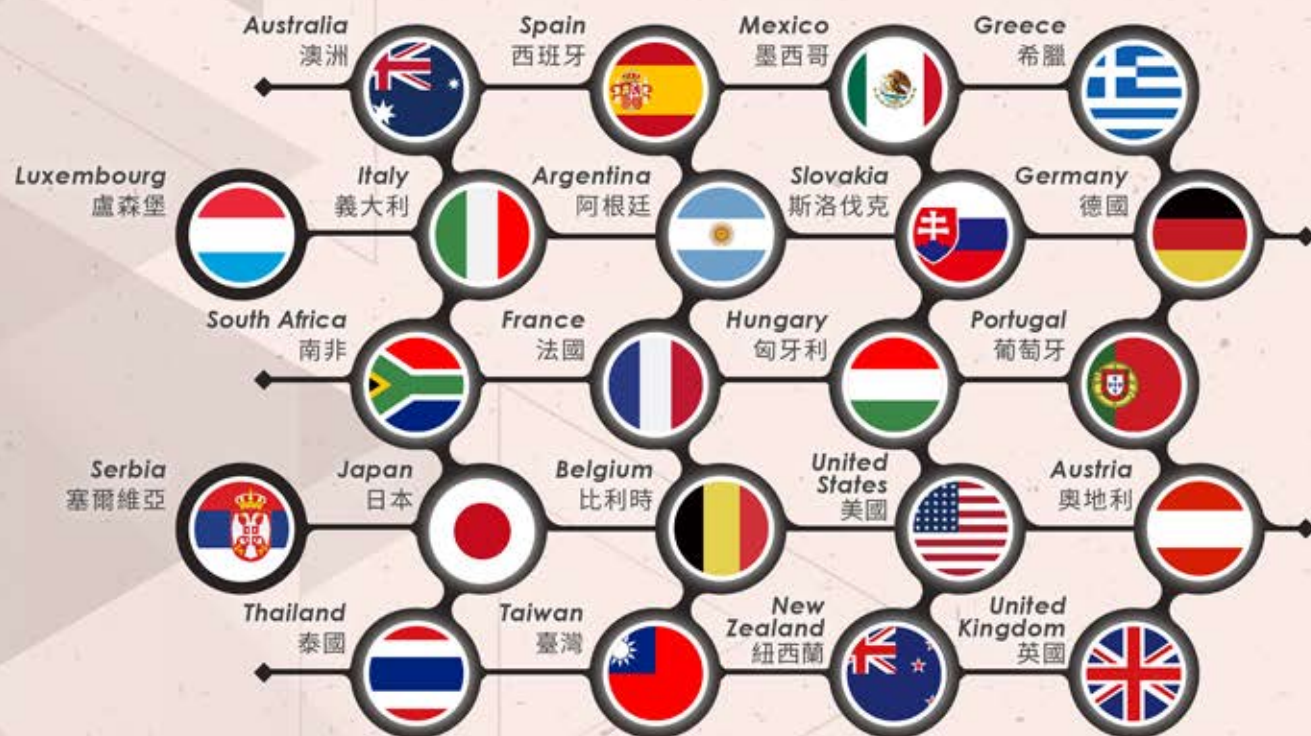 Australia
澳洲
Spain
西班牙
Mexico
墨西哥
Greece
希臘
Luxembourg
盧森堡
Italy
義大利
Argentina
阿根廷
Slovakia
斯洛伐克
Germany
德國
South Africa
南非
France
法國
Hungary
匈牙利
Portugal
葡萄牙
Serbia
塞爾維亞
Japan
日本
Belgium
比利時
United
States
美國
Austria
奧地利
Thailand
泰國
Taiwan
臺灣
New
Zealand
紐西蘭
United
Kingdom
英國